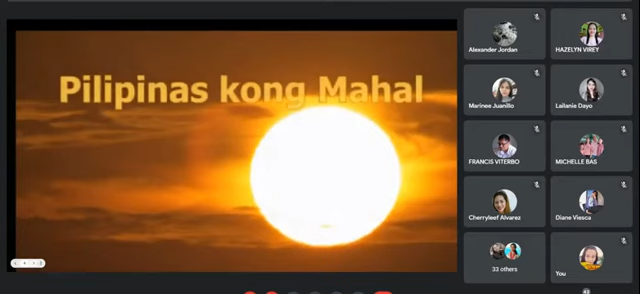 Pilipinas kong Mahal
Alexander Jordan
HAZELYN VIREY
Marinee Juanillo
Lailanie Dayo
FRANCIS VITERBO
MICHELLE BAS
Cherryleef Alvarez
Diane Viesca
33 others
You
43